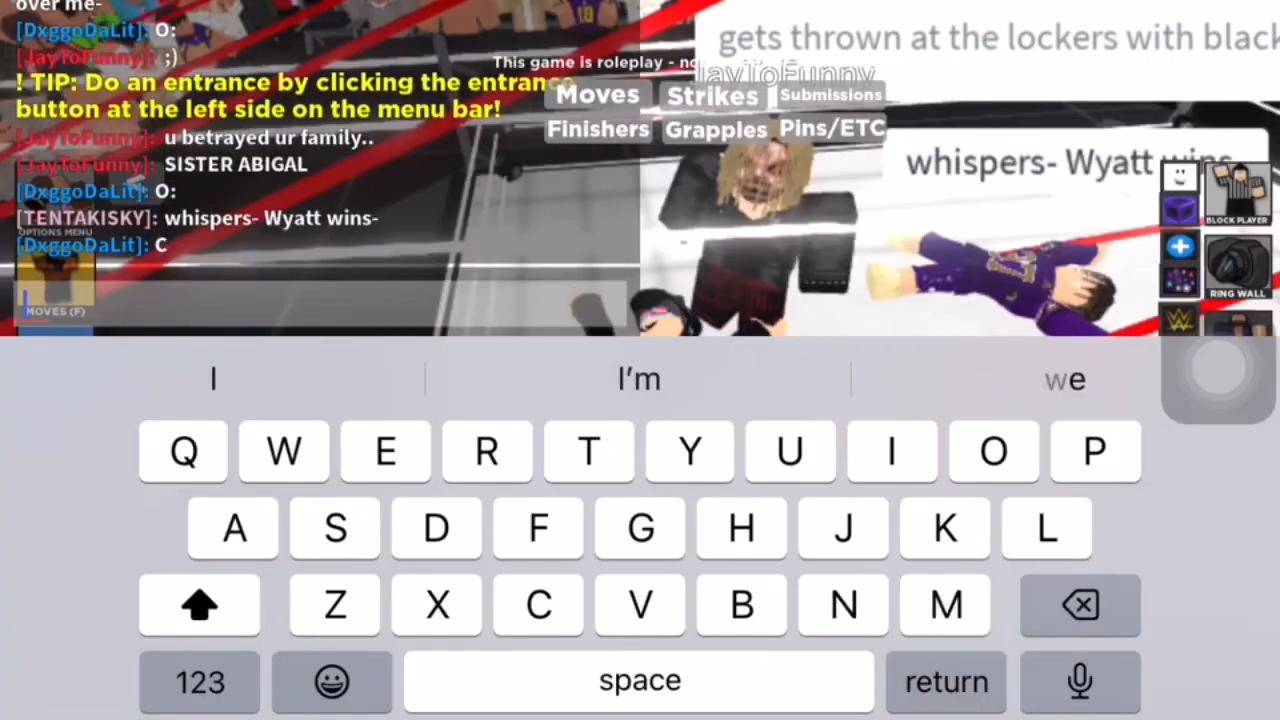 over me-
[DxggoDaLit]: O:
[JayToFunny]: ;)
! TIP: Do an entrance by clicking the entrance
button at the left side on the menu bar!
[JayToFunny]: u betrayed ur family..
[JayToFunny]: SISTER ABIGAL
[DxggoDaLit]: O:
[TENTAKISKY]: whispers- Wyatt wins-
OPTIONS MENU
[DxggoDaLit]: C
MOVES (F)
gets thrown at the lockers with black
This game is roleplay -
JayToFunny
Moves Strikes Submissions
Finishers Grapples Pins/ETC
whispers- Wyatt wins
BLOCK PLAYER
RING WALL
I I'm we
Q W E R T Y U I O P
A S D F G H J K L
Z X C V B N M
123 space return